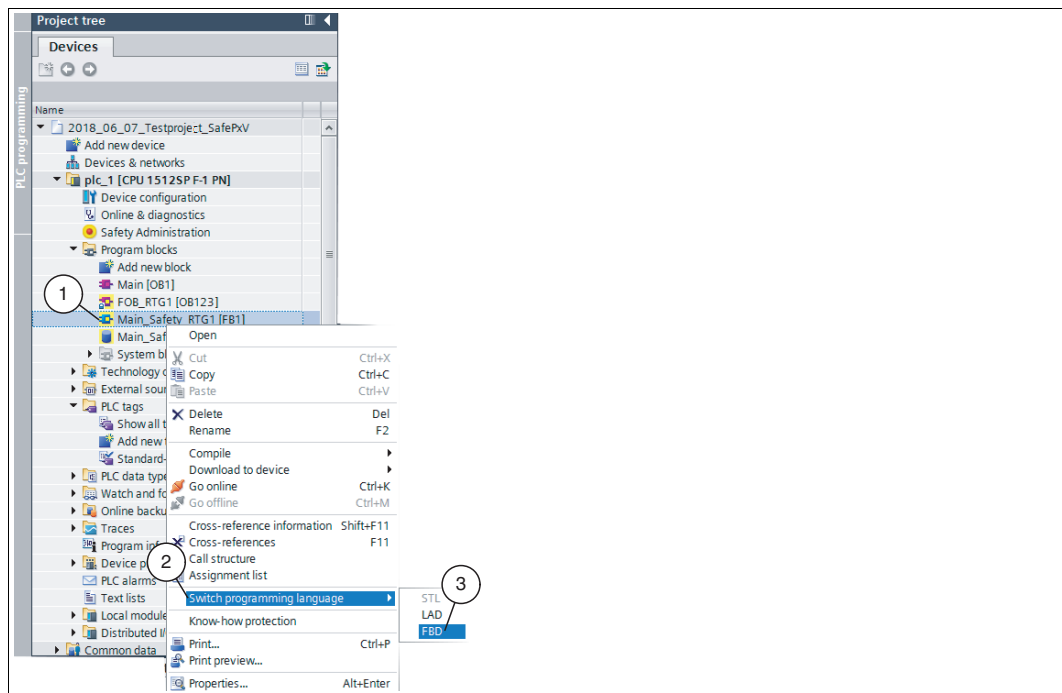 Project tree
Devices
PLC programming
Name
2018_06_07_Testproject_SafePxV
Add new device
Devices & networks
plc_1 [CPU 1512SP F-1 PN]
Device configuration
Online & diagnostics
Safety Administration
Program blocks
Add new block
Main [OB1]
1
FOB_RTG1 [OB123]
Main_Safety_RTG1 [FB1]
Main_Saf
System bl
Technology o
External sour
PLC tags
Show all t
Add new t
Standard-
PLC data type
Watch and fo
Online backu
Traces
Program inf
Device p
PLC alarms
Text lists
Local module
Distributed I/
Common data
Open
Cut Ctrl+X
Copy Ctrl+C
Paste Ctrl+V
Delete Del
Rename F2
Compile
Download to device
Go online Ctrl+K
Go offline Ctrl+M
Cross-reference information Shift+F11
Cross-references F11
2
Call structure
Assignment list
Switch programming language
Know-how protection
Print... Ctrl+P
Print preview...
Properties... Alt+Enter
3
STL
LAD
FBD